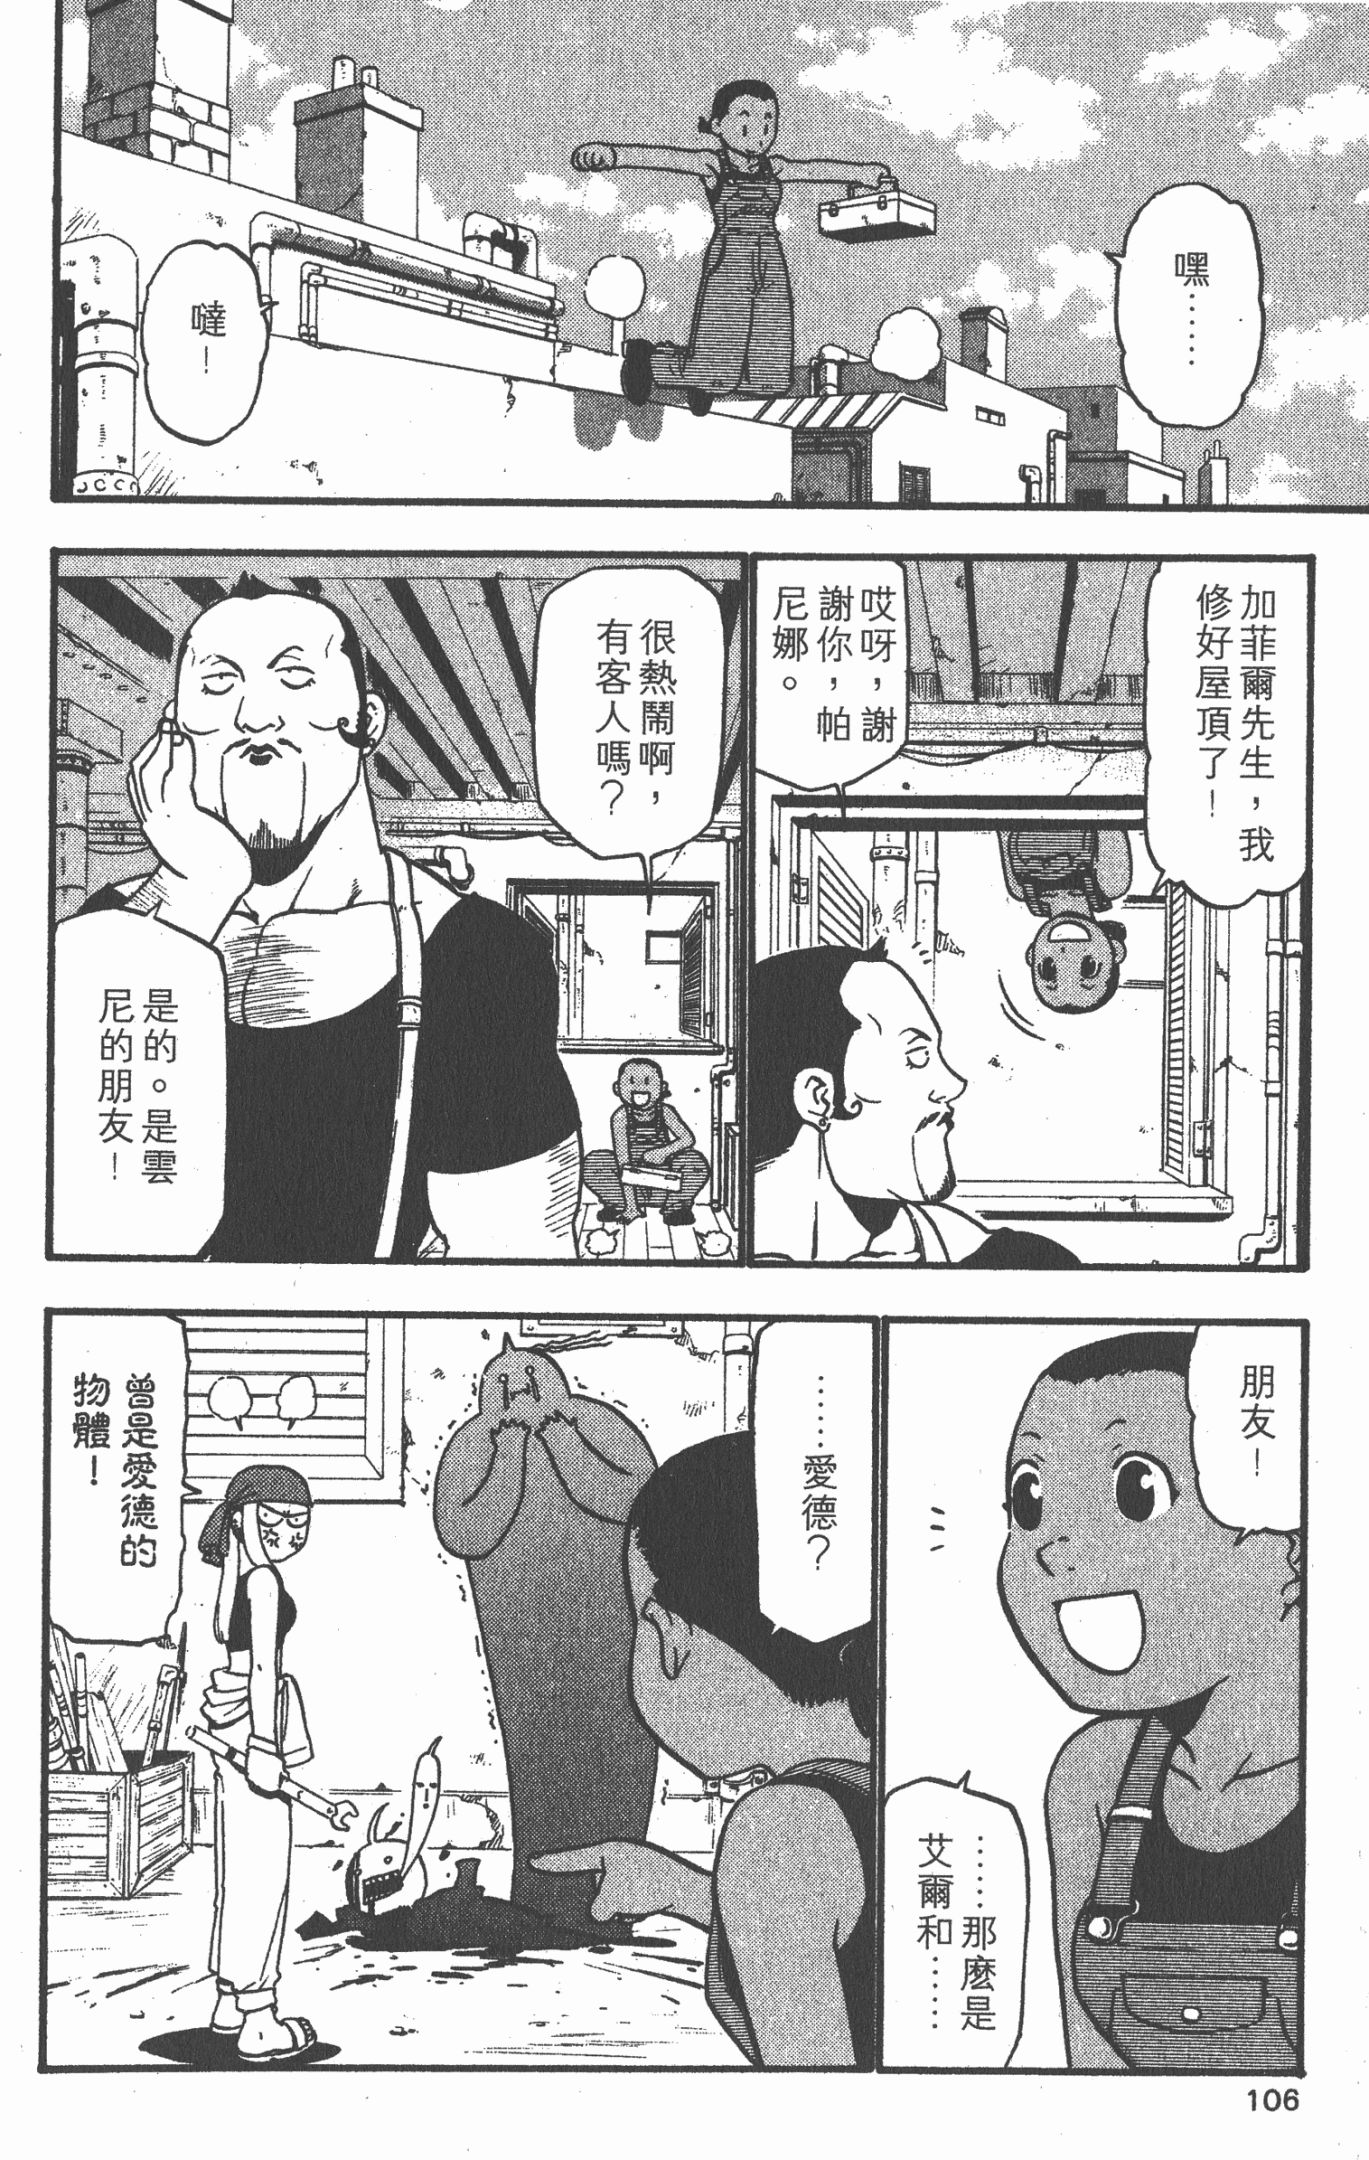 嘿……
噠！
加菲爾先生，我
修好屋頂了！
哎呀，謝
謝你，帕
尼娜。
很熱鬧啊，
有客人嗎？
是的。是雲
尼的朋友！
朋友！
……那麼是
艾爾和……
……愛德？
曾是愛德的
物體！
106